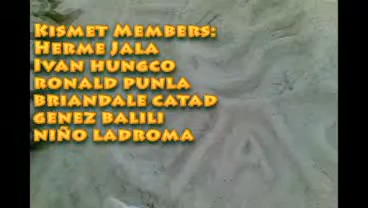 Kismet Members:
Herme Jala
Ivan Hungco
Ronald Punla
Briandale Catad
Genez Balili
Niño Ladroma